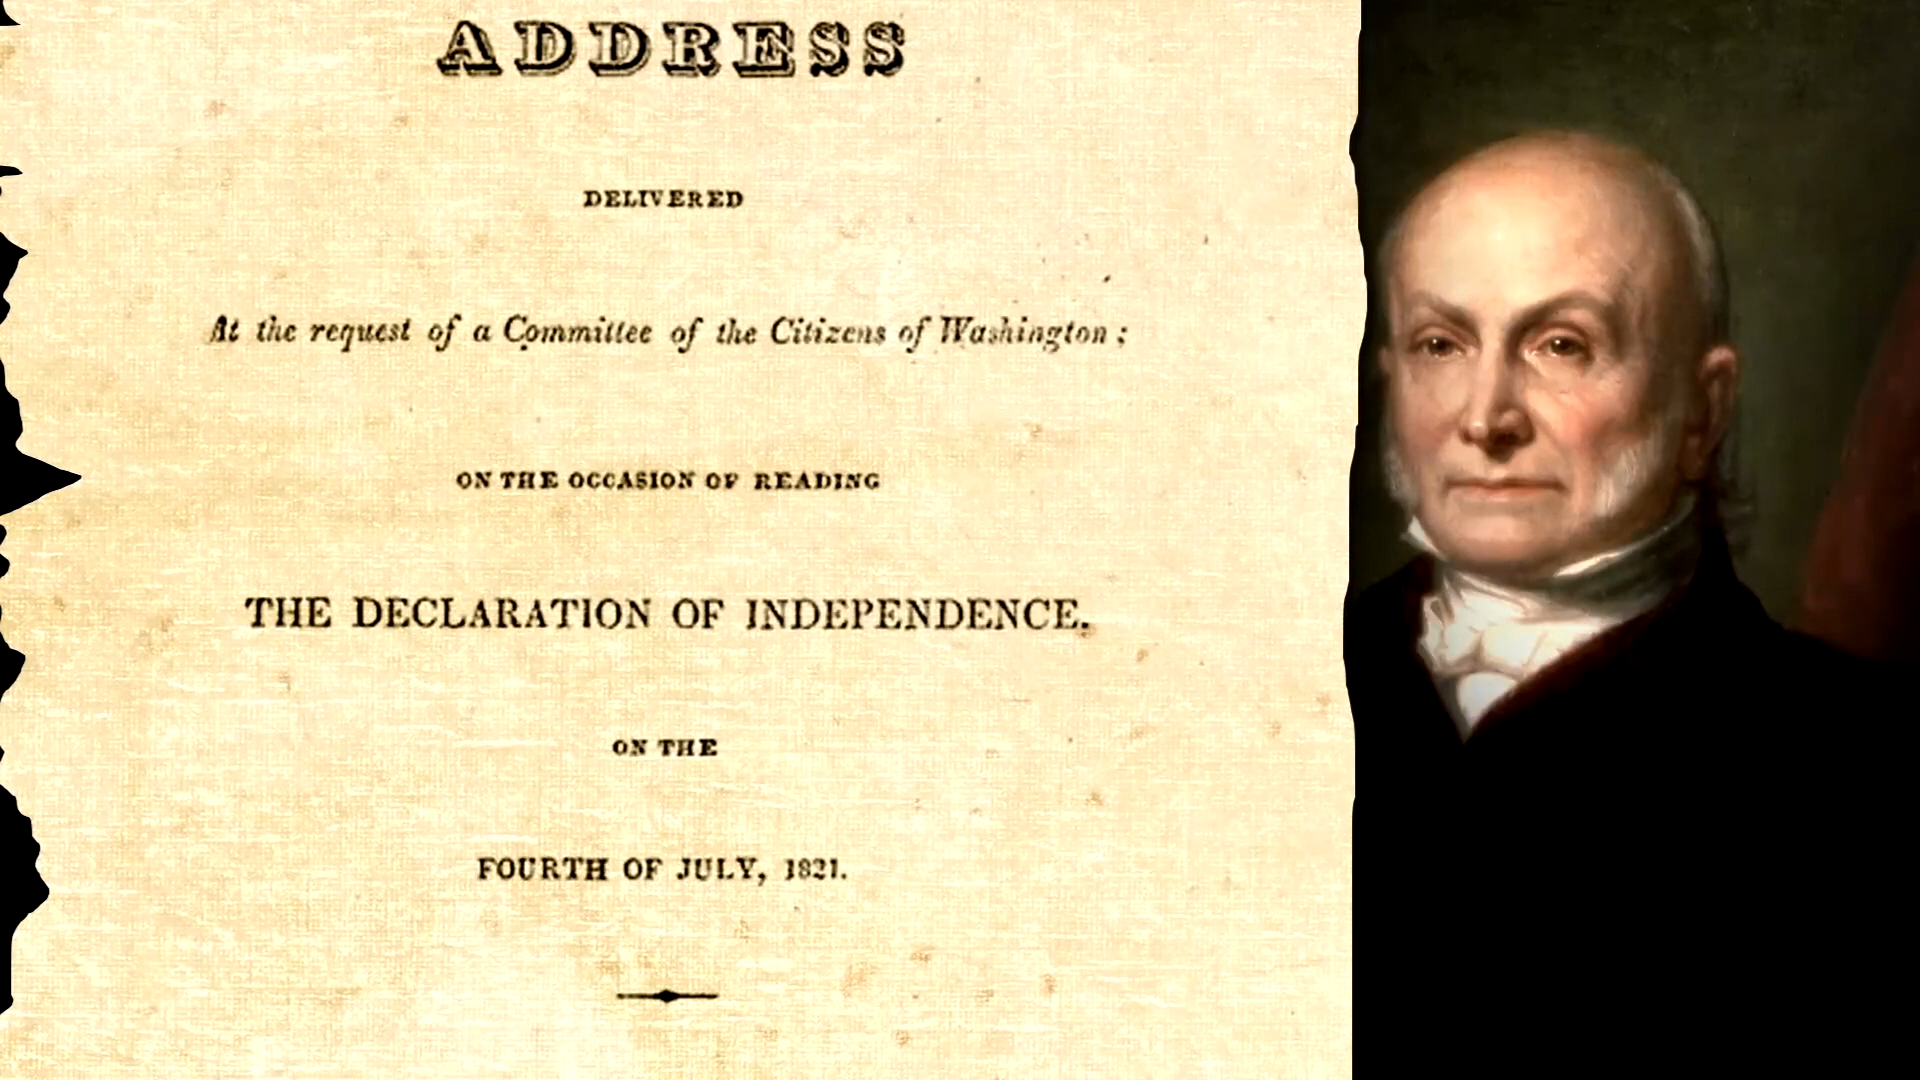 ADDRESS
DELIVERED
At the request of a Committee of the Citizens of Washington ;
ON THE OCCASION OF READING
THE DECLARATION OF INDEPENDENCE.
ON THE
FOURTH OF JULY, 1821.